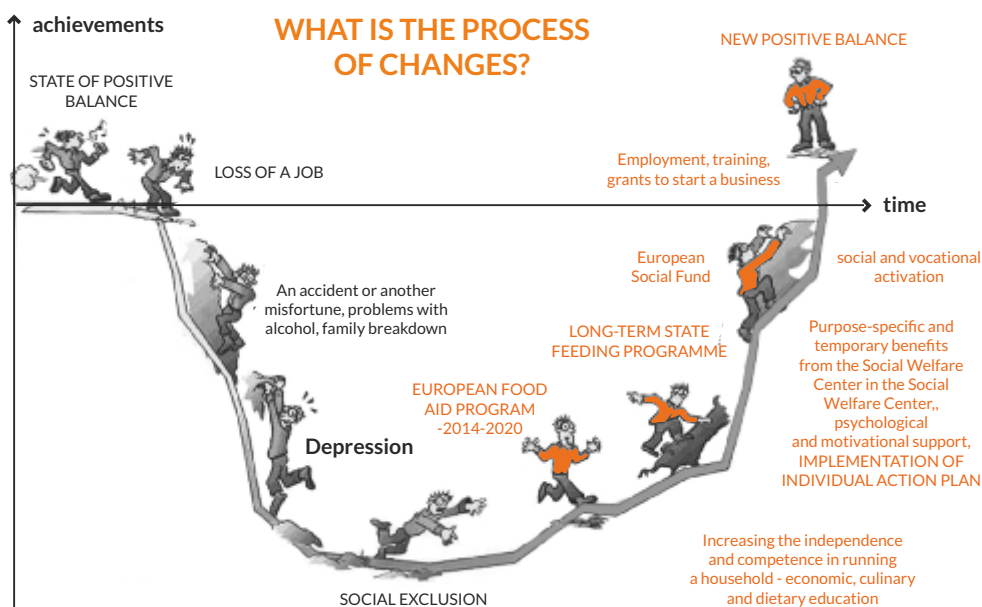 achievements
WHAT IS THE PROCESS
OF CHANGES?
NEW POSITIVE BALANCE
STATE OF POSITIVE
BALANCE
LOSS OF A JOB
Employment, training,
grants to start a business
time
An accident or another
misfortune, problems with
alcohol, family breakdown
European
Social Fund
social and vocational
activation
LONG-TERM STATE
FEEDING PROGRAMME
Purpose-specific and
temporary benefits
from the Social Welfare
Center in the Social
Welfare Center,,
psychological
and motivational support,
IMPLEMENTATION OF
INDIVIDUAL ACTION PLAN
EUROPEAN FOOD
AID PROGRAM
-2014-2020
Depression
Increasing the independence
and competence in running
a household - economic, culinary
and dietary education
SOCIAL EXCLUSION